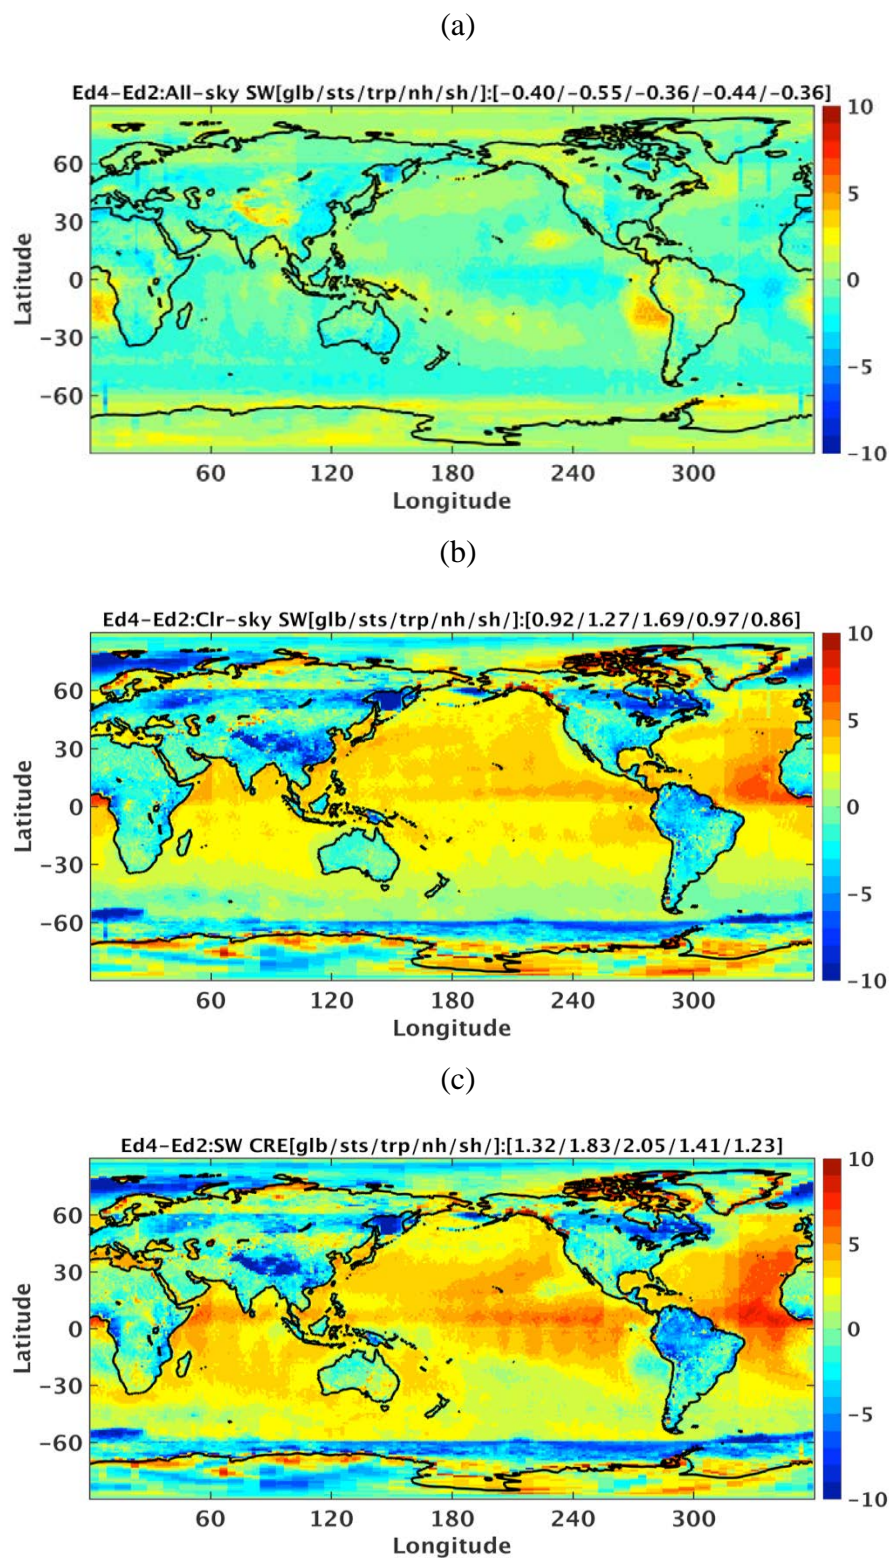 (a)
Ed4-Ed2:All-sky SW[glb/sts/trp/nh/sh/]:[-0.40/-0.55/-0.36/-0.44/-0.36]
10
5
0
-5
-10
60
30
0
-30
-60
Latitude
60 120 180 240 300
Longitude
(b)
Ed4-Ed2:Clr-sky SW[glb/sts/trp/nh/sh/]:[0.92/1.27/1.69/0.97/0.86]
10
5
0
-5
-10
60
30
0
-30
-60
Latitude
60 120 180 240 300
Longitude
(c)
Ed4-Ed2:SW CRE[glb/sts/trp/nh/sh/]:[1.32/1.83/2.05/1.41/1.23]
10
5
0
-5
-10
60
30
0
-30
-60
Latitude
60 120 180 240 300
Longitude